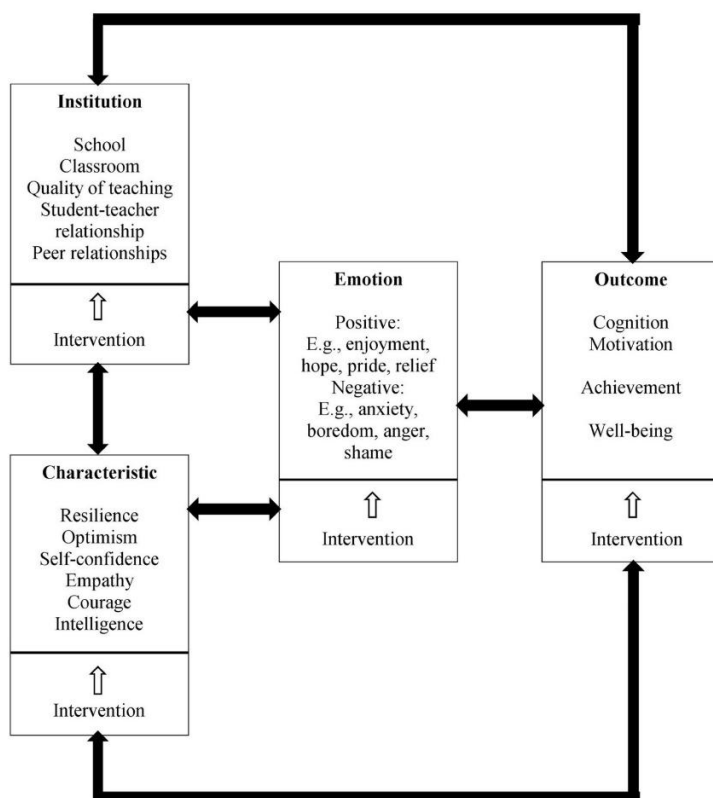 Institution
School
Classroom
Quality of teaching
Student-teacher
relationship
Peer relationships
Intervention
Characteristic
Resilience
Optimism
Self-confidence
Empathy
Courage
Intelligence
Intervention
Emotion
Positive:
E.g., enjoyment,
hope, pride, relief
Negative:
E.g., anxiety,
boredom, anger,
shame
Intervention
Outcome
Cognition
Motivation
Achievement
Well-being
Intervention